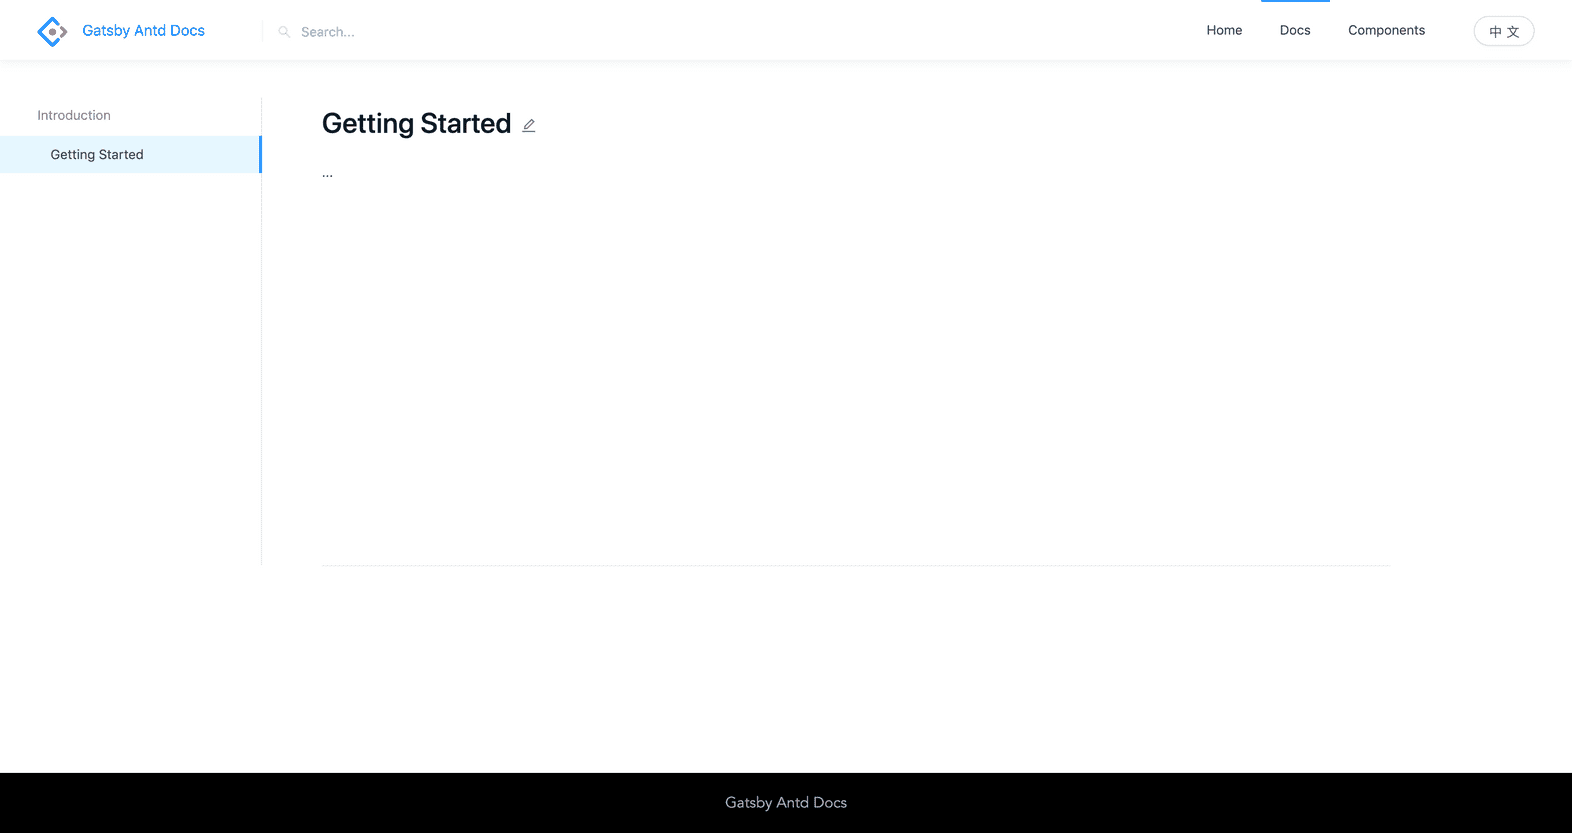 Gatsby Antd Docs
Search...
Home
Docs
Components
中 文
Introduction
Getting Started
Getting Started
...
Gatsby Antd Docs